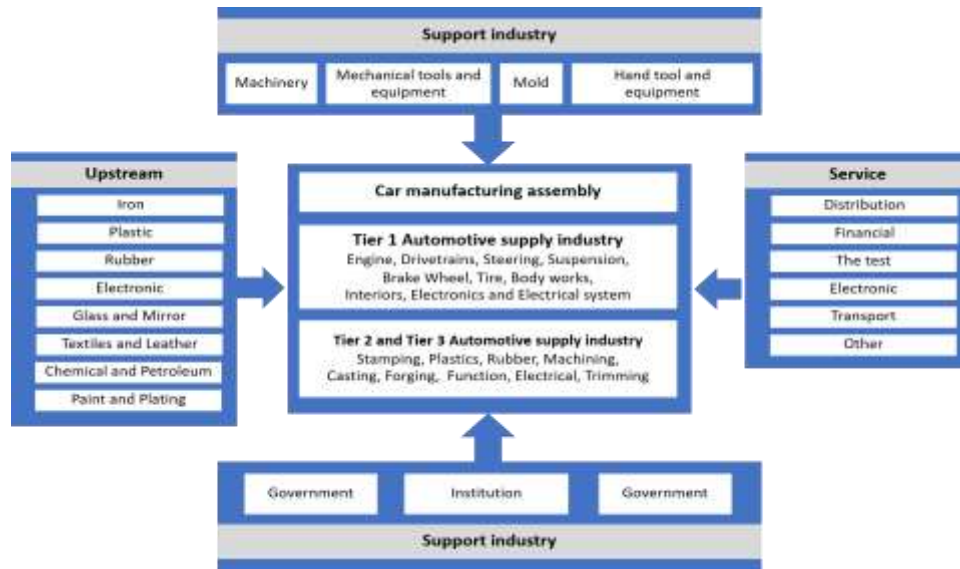 Support industry
Machinery
Mechanical tools and
equipment
Mold
Hand tool and
equipment
Upstream
Iron
Plastic
Rubber
Electronic
Glass and Mirror
Textiles and Leather
Chemical and Petroleum
Paint and Plating
Car manufacturing assembly
Tier 1 Automotive supply industry
Engine, Drivetrains, Steering, Suspension,
Brake Wheel, Tire, Body works,
Interiors, Electronics and Electrical system
Tier 2 and Tier 3 Automotive supply industry
Stamping, Plastics, Rubber, Machining,
Casting, Forging, Function, Electrical, Trimming
Service
Distribution
Financial
The test
Electronic
Transport
Other
Government
Institution
Government
Support industry